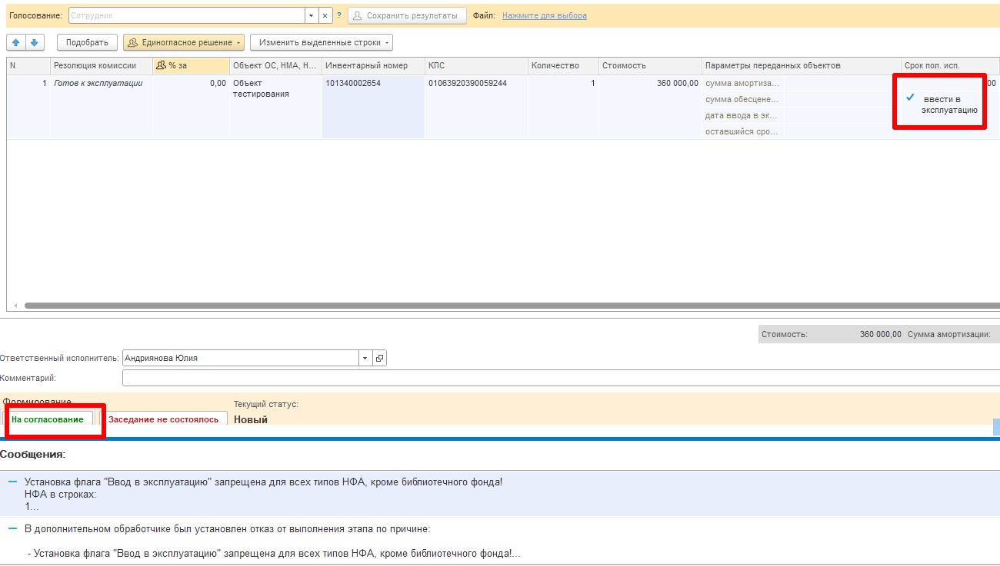 Голосование: Сотрудник ? Сохранить результаты Файл: Нажмите для выбора
Подобрать Единогласное решение Изменить выделенные строки
N Резолюция комиссии % за Объект ОС, НМА, Н... Инвентарный номер КПС Количество Стоимость Параметры переданных объектов Срок пол. исп.
1 Готов к эксплуатации 0,00 Объект 101340002654 01063920390059244 1 360 000,00 сумма амортиза... 00
тестирования сумма обесцене... ввести в
дата ввода в эк... эксплуатацию
оставшийся сро...
Стоимость: 360 000,00 Сумма амортизации:
Ответственный исполнитель: Андриянова Юлия
Комментарий:
Формирование Текущий статус:
На согласование Заседание не состоялось Новый
Сообщения:
Установка флага "Ввод в эксплуатацию" запрещена для всех типов НФА, кроме библиотечного фонда!
НФА в строках:
1...
В дополнительном обработчике был установлен отказ от выполнения этапа по причине:
- Установка флага "Ввод в эксплуатацию" запрещена для всех типов НФА, кроме библиотечного фонда!...